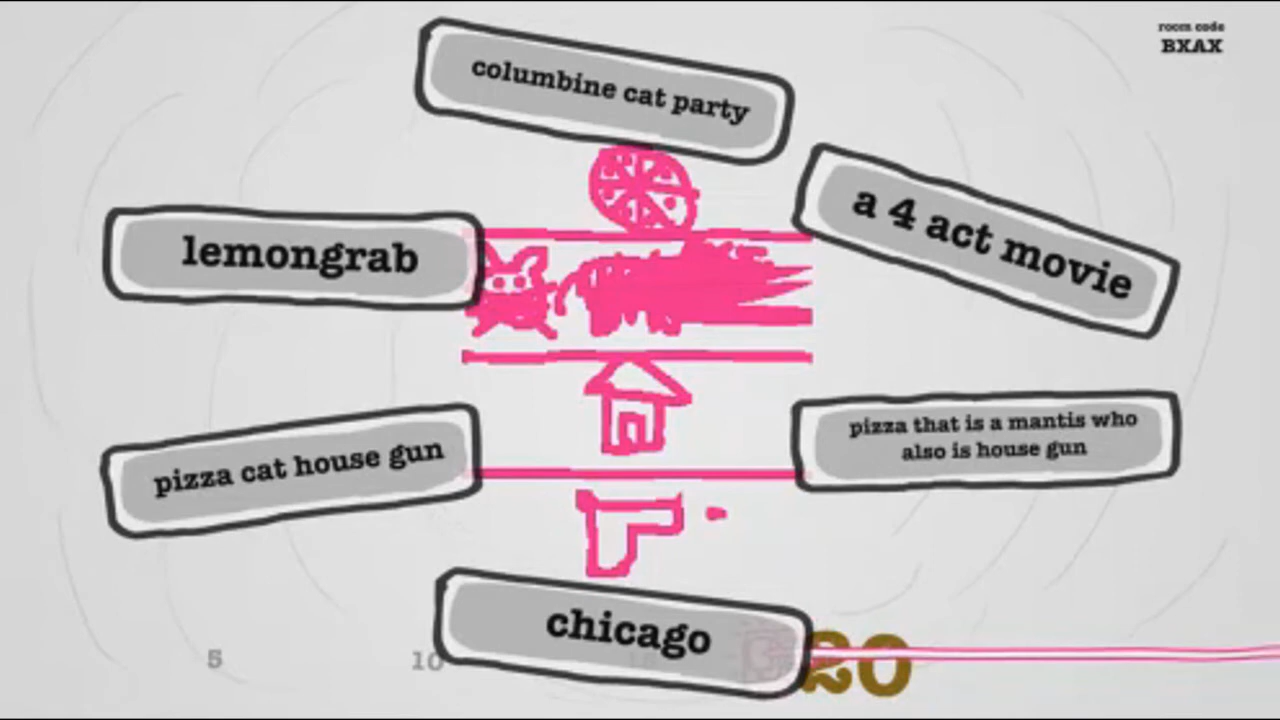 room code
BXAX
columbine cat party
a 4 act movie
lemongrab
pizza cat house gun
pizza that is a mantis who
also is house gun
chicago
5
10
20